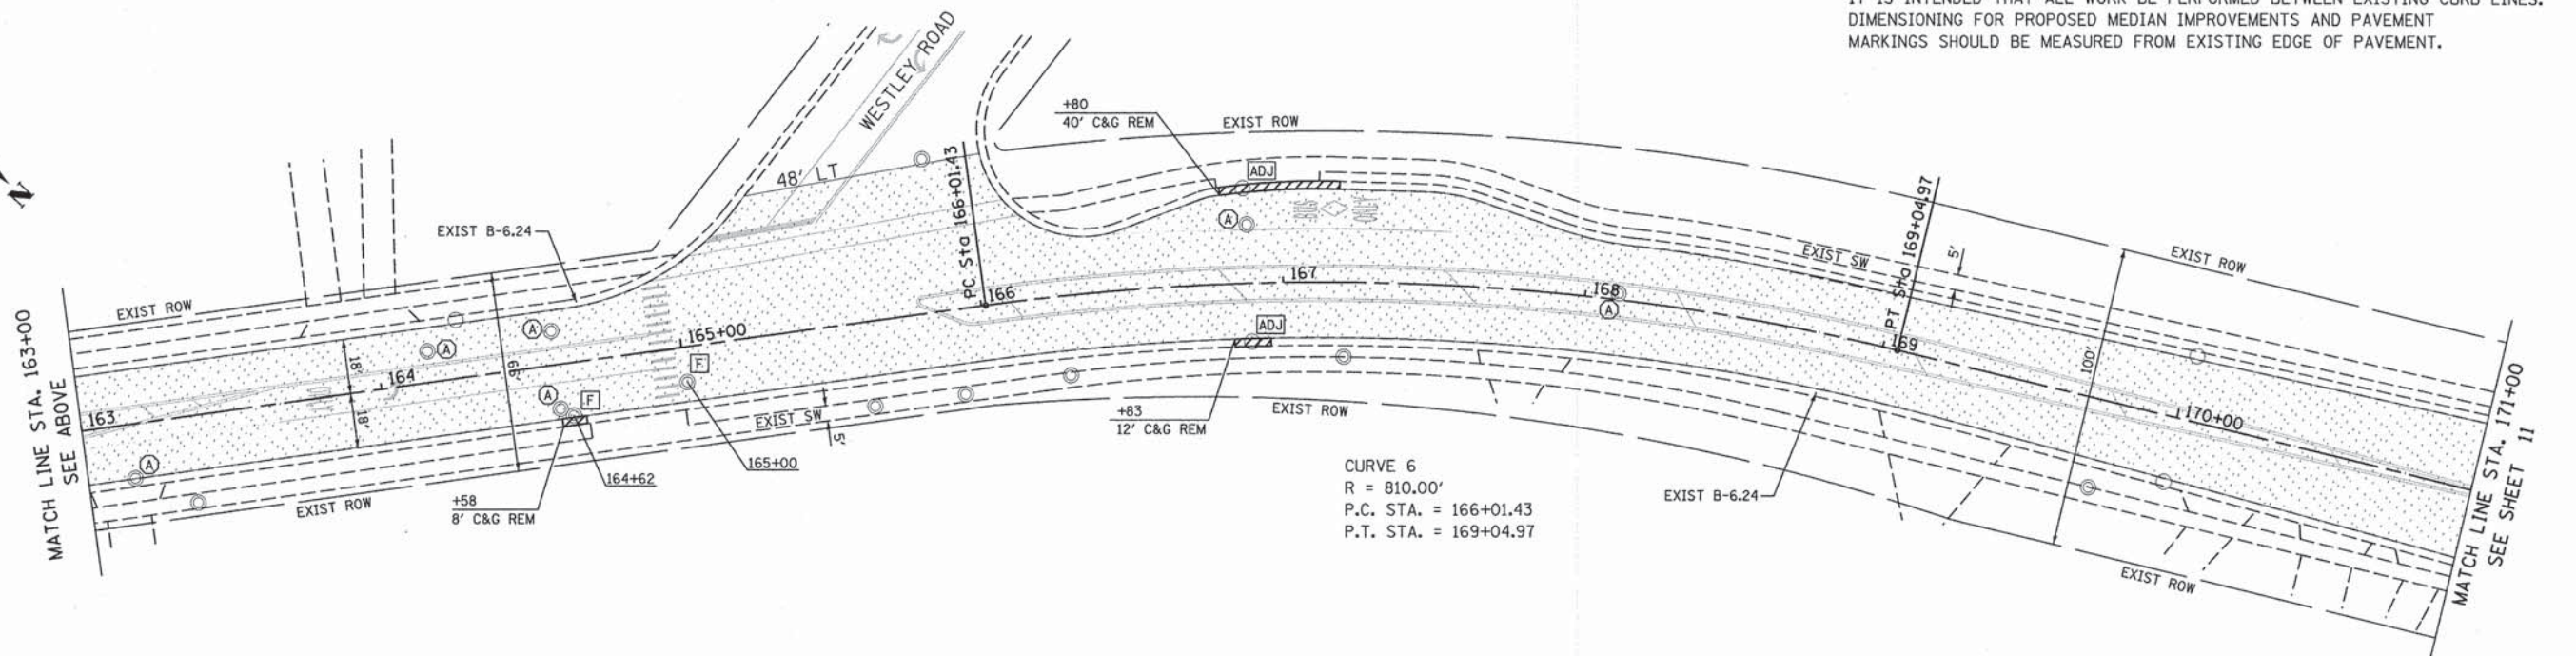 IT IS INTENDED THAT ALL WORK BE PERFORMED BETWEEN EXISTING CURB LINES.
DIMENSIONING FOR PROPOSED MEDIAN IMPROVEMENTS AND PAVEMENT
MARKINGS SHOULD BE MEASURED FROM EXISTING EDGE OF PAVEMENT.
N
WESTLEY ROAD
+80
40' C&G REM
EXIST ROW
48' LT
PC Sta 166+01.43
ADJ
A
BUS
ONLY
EXIST B-6.24
PT Sta 169+04.97
5'
EXIST SW
EXIST ROW
EXIST ROW
MATCH LINE STA. 163+00
SEE ABOVE
163
164
165+00
166
167
168
169
170+00
18'
18'
66'
100'
A
A
A
A
A
F
F
ADJ
EXIST SW
5'
165+00
164+62
+58
8' C&G REM
EXIST ROW
+83
12' C&G REM
EXIST ROW
CURVE 6
R = 810.00'
P.C. STA. = 166+01.43
P.T. STA. = 169+04.97
EXIST B-6.24
EXIST ROW
MATCH LINE STA. 171+00
SEE SHEET 11